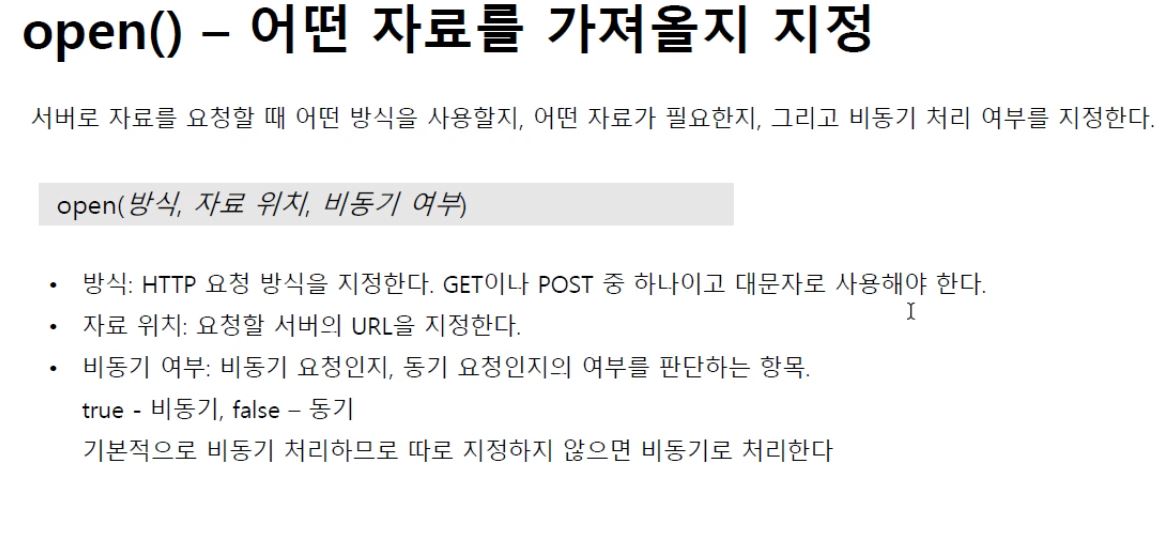 open() – 어떤 자료를 가져올지 지정
서버로 자료를 요청할 때 어떤 방식을 사용할지, 어떤 자료가 필요한지, 그리고 비동기 처리 여부를 지정한다.
open(방식, 자료 위치, 비동기 여부)
• 방식: HTTP 요청 방식을 지정한다. GET이나 POST 중 하나이고 대문자로 사용해야 한다.
• 자료 위치: 요청할 서버의 URL을 지정한다.
• 비동기 여부: 비동기 요청인지, 동기 요청인지의 여부를 판단하는 항목.
true - 비동기, false – 동기
기본적으로 비동기 처리하므로 따로 지정하지 않으면 비동기로 처리한다